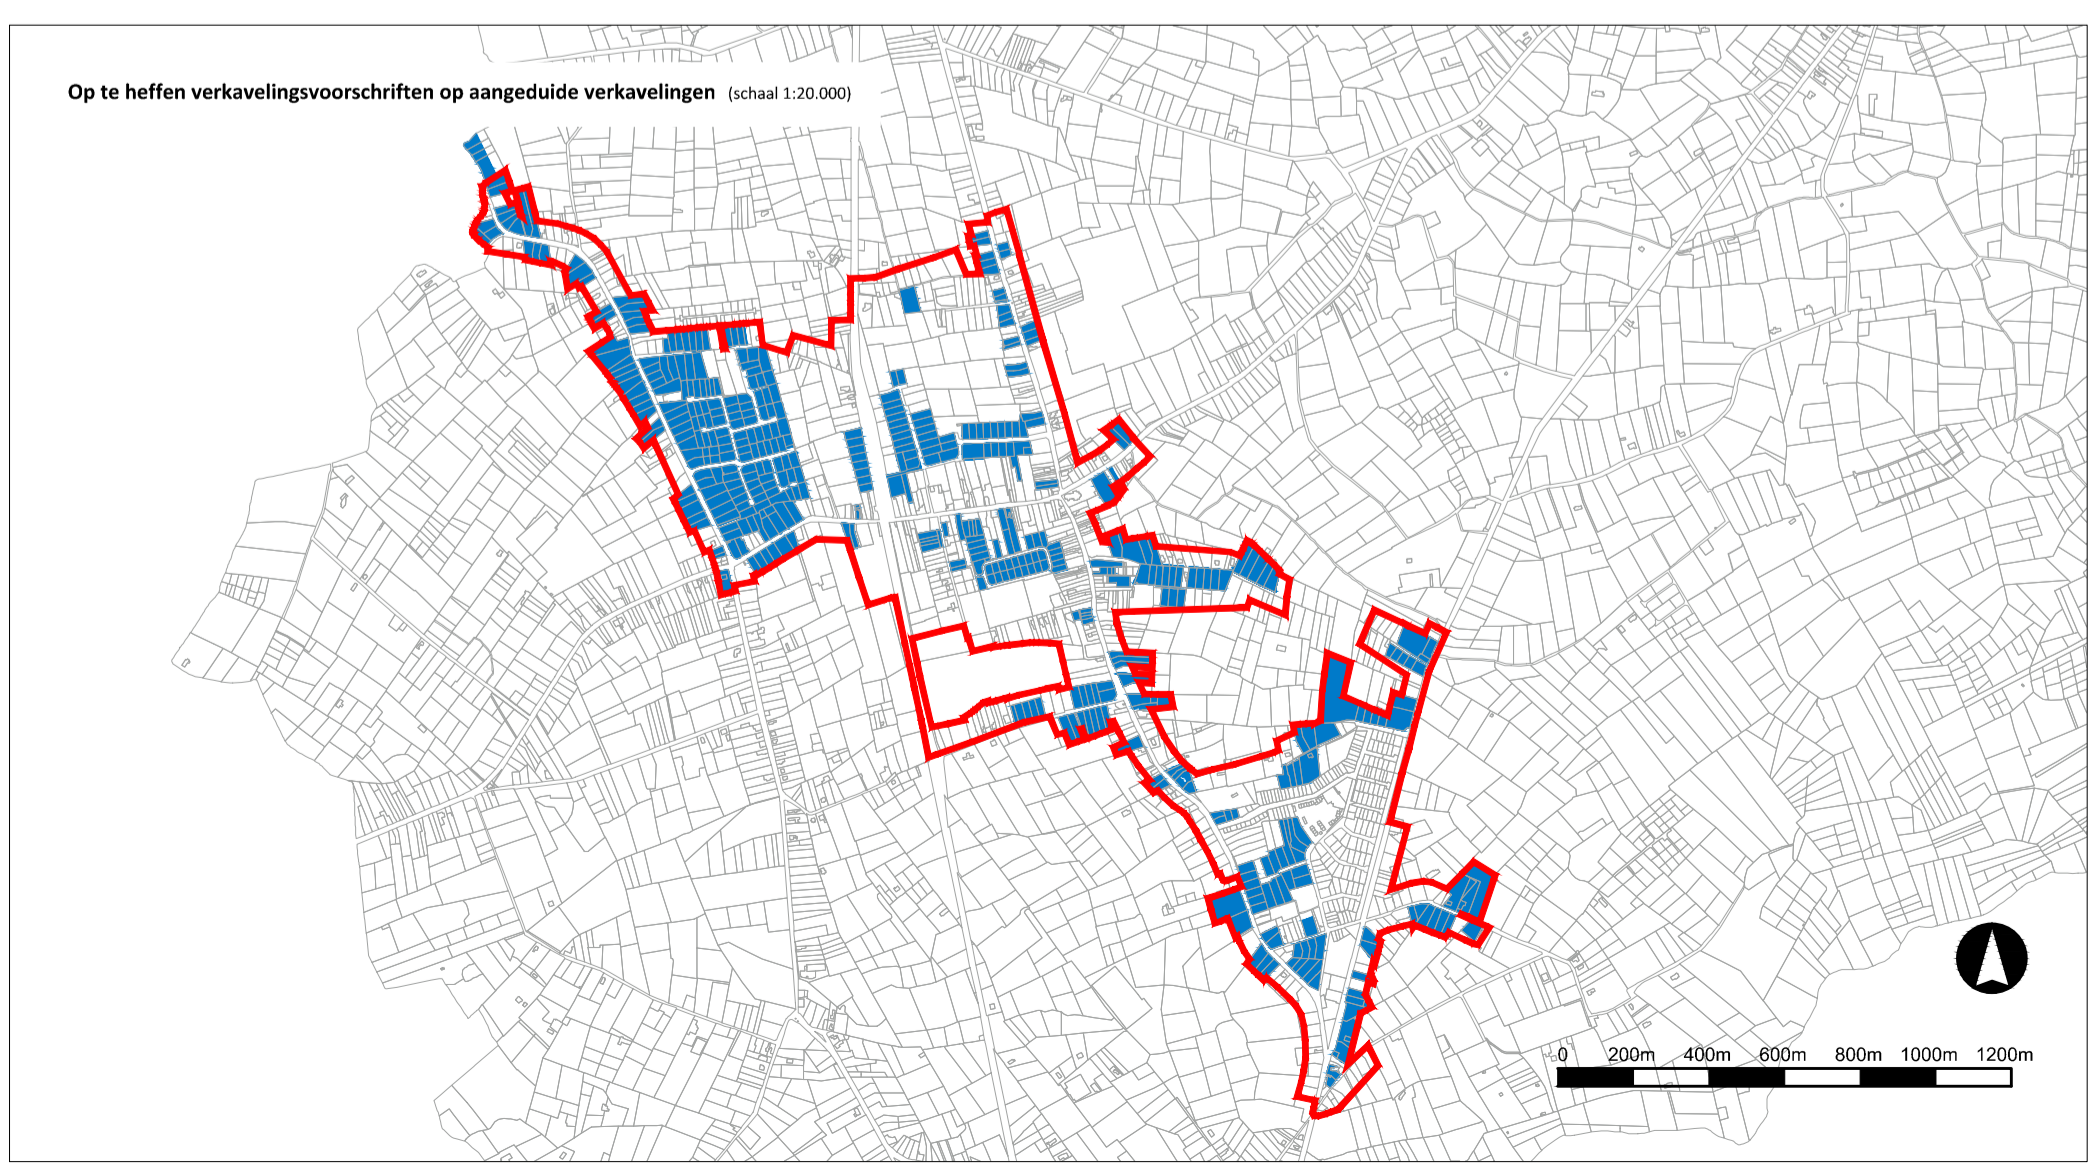 Op te heffen verkavelingsvoorschriften op aangeduide verkavelingen (schaal 1:20.000)
0 200m 400m 600m 800m 1000m 1200m